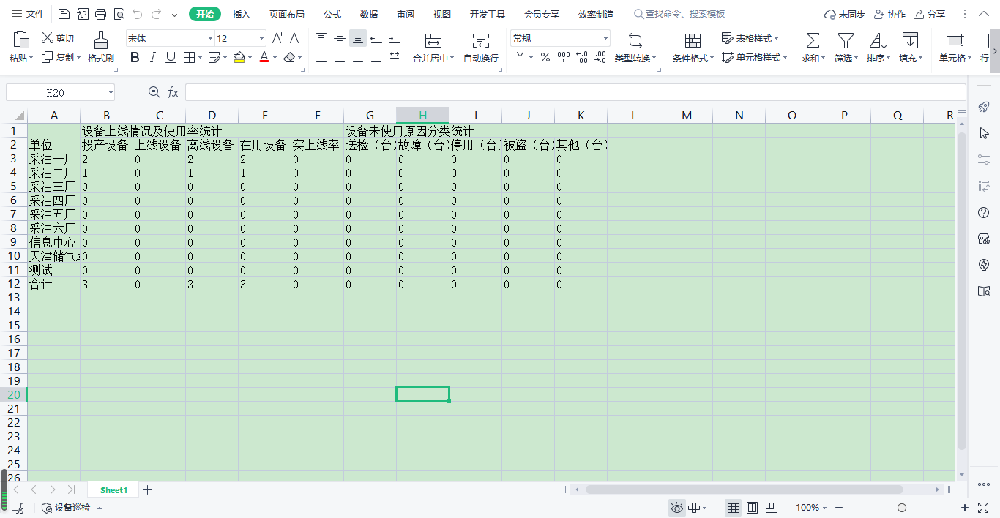 文件 开始 插入 页面布局 公式 数据 审阅 视图 开发工具 会员专享 效率制造 查找命令、搜索模板 未同步 协作 分享
粘贴 剪切 复制 格式刷 宋体 12 A+ A- 合并居中 自动换行 常规 类型转换 条件格式 表格样式 单元格样式 求和 筛选 排序 填充 单元格 行
B I U A ¥ % 000 .0 .00
H20 fx
A B C D E F G H I J K L M N O P Q R
1 设备上线情况及使用率统计 设备未使用原因分类统计
2 单位 投产设备 上线设备 离线设备 在用设备 实上线率 送检（台） 故障（台） 停用（台） 被盗（台） 其他（台）
3 采油一厂 2 0 2 2 0 0 0 0 0 0
4 采油二厂 1 0 1 1 0 0 0 0 0 0
5 采油三厂 0 0 0 0 0 0 0 0 0 0
6 采油四厂 0 0 0 0 0 0 0 0 0 0
7 采油五厂 0 0 0 0 0 0 0 0 0 0
8 采油六厂 0 0 0 0 0 0 0 0 0 0
9 信息中心 0 0 0 0 0 0 0 0 0 0
10 天津储气 0 0 0 0 0 0 0 0 0 0
11 测试 0 0 0 0 0 0 0 0 0 0
12 合计 3 0 3 3 0 0 0 0 0 0
13
14
15
16
17
18
19
20
21
22
23
24
25
26
Sheet1
设备巡检 100%